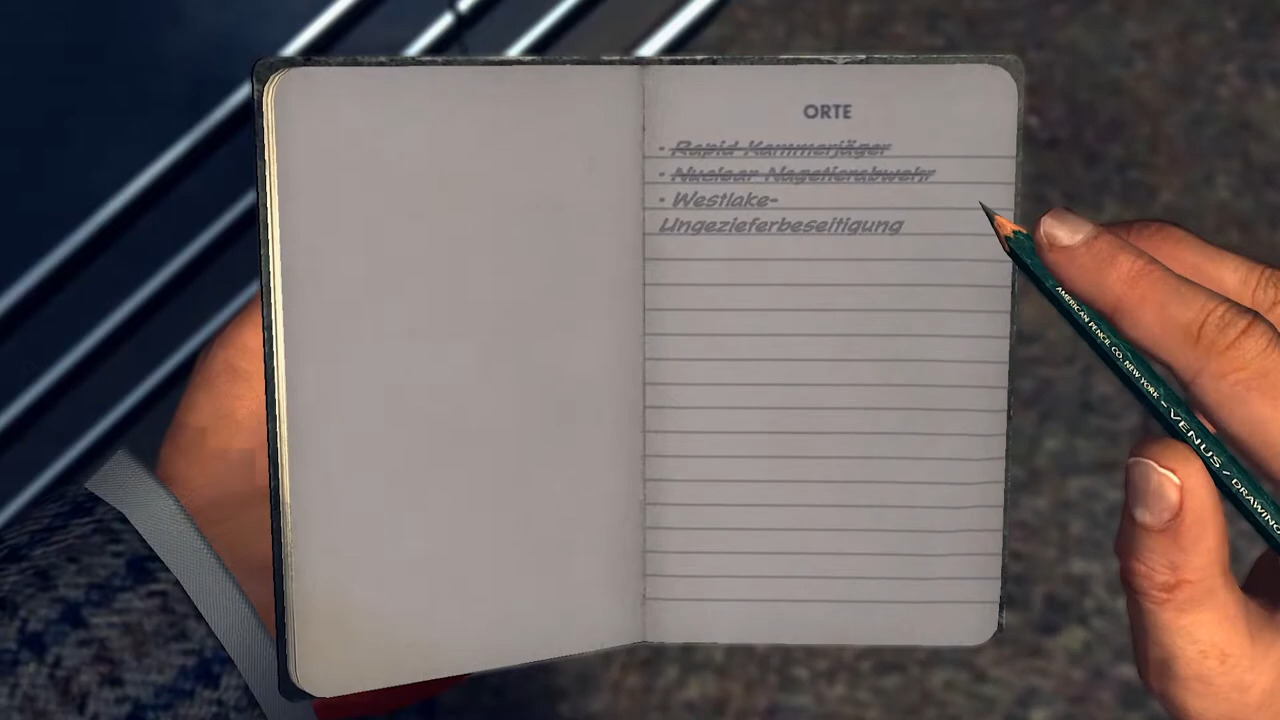 ORTE
· Rapid Kammerjäger
· Nuclear Nagetierabwehr
· Westlake-
Ungezieferbeseitigung
AMERICAN PENCIL CO. NEW YORK - VENUS / DRAWING